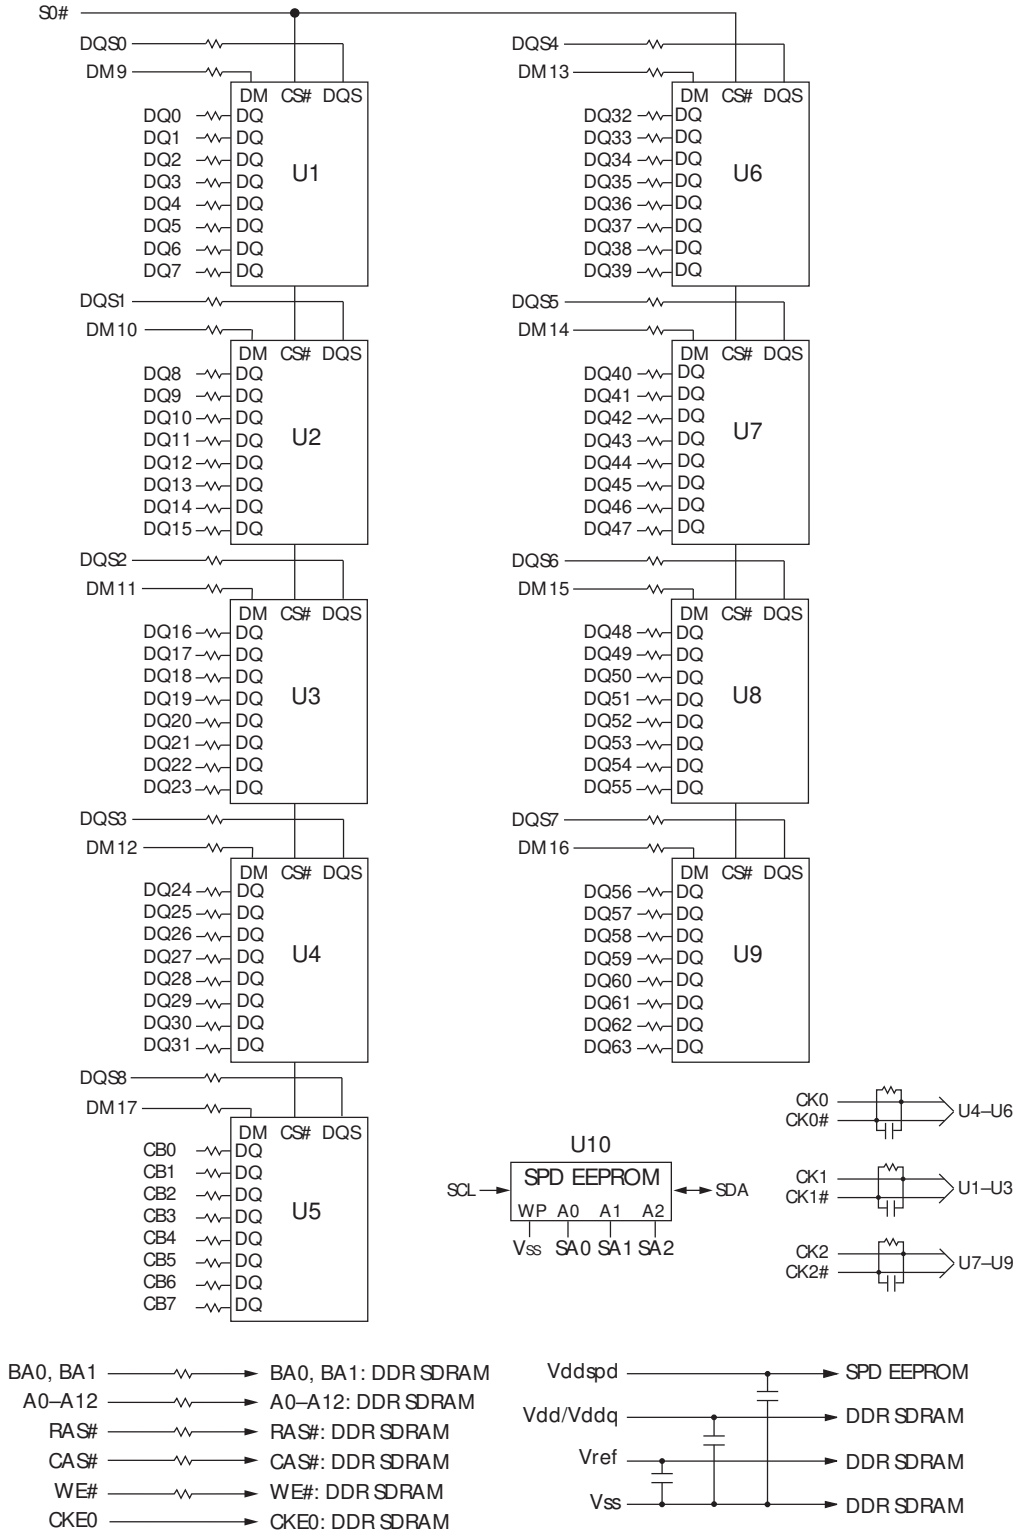 S0#
DQS0
DM9
DM CS# DQS
DQ0 DQ
DQ1 DQ
DQ2 DQ
DQ3 DQ
DQ4 DQ
DQ5 DQ
DQ6 DQ
DQ7 DQ
U1
DQS1
DM10
DM CS# DQS
DQ8 DQ
DQ9 DQ
DQ10 DQ
DQ11 DQ
DQ12 DQ
DQ13 DQ
DQ14 DQ
DQ15 DQ
U2
DQS2
DM11
DM CS# DQS
DQ16 DQ
DQ17 DQ
DQ18 DQ
DQ19 DQ
DQ20 DQ
DQ21 DQ
DQ22 DQ
DQ23 DQ
U3
DQS3
DM12
DM CS# DQS
DQ24 DQ
DQ25 DQ
DQ26 DQ
DQ27 DQ
DQ28 DQ
DQ29 DQ
DQ30 DQ
DQ31 DQ
U4
DQS8
DM17
DM CS# DQS
CB0 DQ
CB1 DQ
CB2 DQ
CB3 DQ
CB4 DQ
CB5 DQ
CB6 DQ
CB7 DQ
U5
DQS4
DM13
DM CS# DQS
DQ32 DQ
DQ33 DQ
DQ34 DQ
DQ35 DQ
DQ36 DQ
DQ37 DQ
DQ38 DQ
DQ39 DQ
U6
DQS5
DM14
DM CS# DQS
DQ40 DQ
DQ41 DQ
DQ42 DQ
DQ43 DQ
DQ44 DQ
DQ45 DQ
DQ46 DQ
DQ47 DQ
U7
DQS6
DM15
DM CS# DQS
DQ48 DQ
DQ49 DQ
DQ50 DQ
DQ51 DQ
DQ52 DQ
DQ53 DQ
DQ54 DQ
DQ55 DQ
U8
DQS7
DM16
DM CS# DQS
DQ56 DQ
DQ57 DQ
DQ58 DQ
DQ59 DQ
DQ60 DQ
DQ61 DQ
DQ62 DQ
DQ63 DQ
U9
U10
SPD EEPROM
SCL SDA
WP A0 A1 A2
Vss SA0 SA1 SA2
CK0
CK0#
U4–U6
CK1
CK1#
U1–U3
CK2
CK2#
U7–U9
BA0, BA1 BA0, BA1: DDR SDRAM
A0–A12 A0–A12: DDR SDRAM
RAS# RAS#: DDR SDRAM
CAS# CAS#: DDR SDRAM
WE# WE#: DDR SDRAM
CKE0 CKE0: DDR SDRAM
Vddspd SPD EEPROM
Vdd/Vddq DDR SDRAM
Vref DDR SDRAM
Vss DDR SDRAM